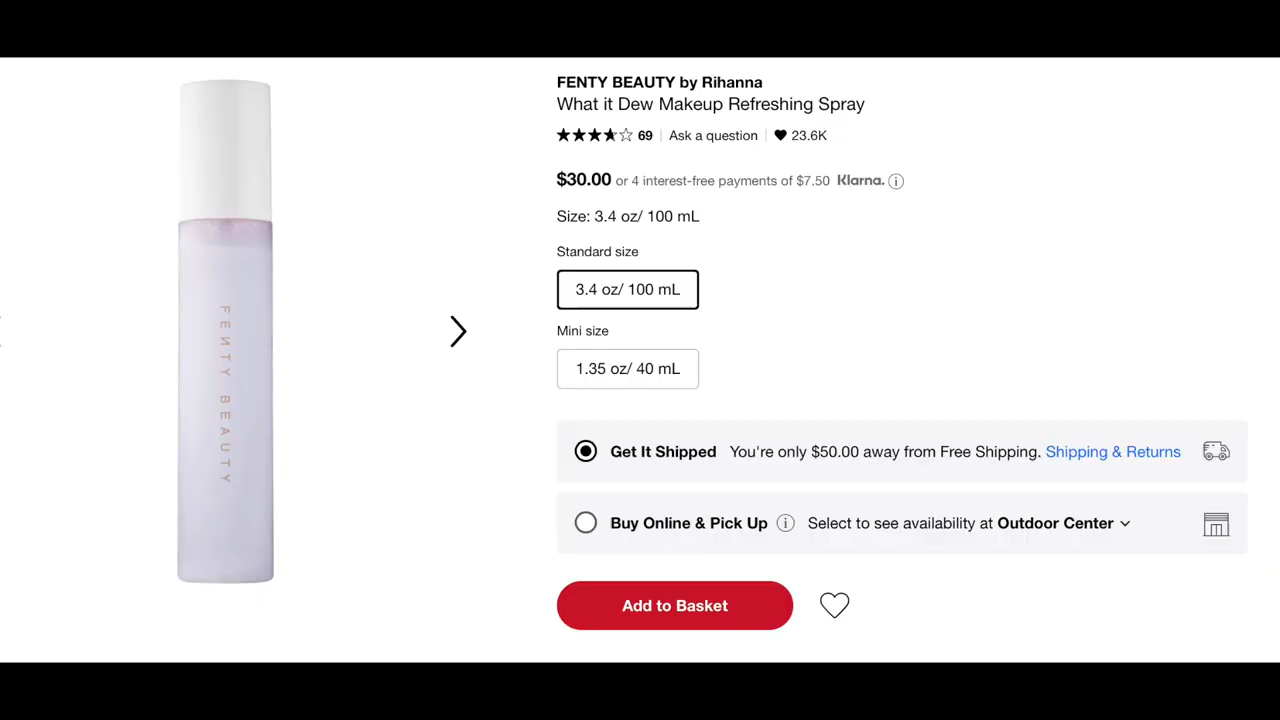 FENTY BEAUTY by Rihanna
What it Dew Makeup Refreshing Spray
69 | Ask a question | 23.6K
$30.00 or 4 interest-free payments of $7.50 Klarna.
Size: 3.4 oz/ 100 mL
Standard size
3.4 oz/ 100 mL
Mini size
1.35 oz/ 40 mL
Get It Shipped You're only $50.00 away from Free Shipping. Shipping & Returns
Buy Online & Pick Up Select to see availability at Outdoor Center
Add to Basket
FENTY BEAUTY